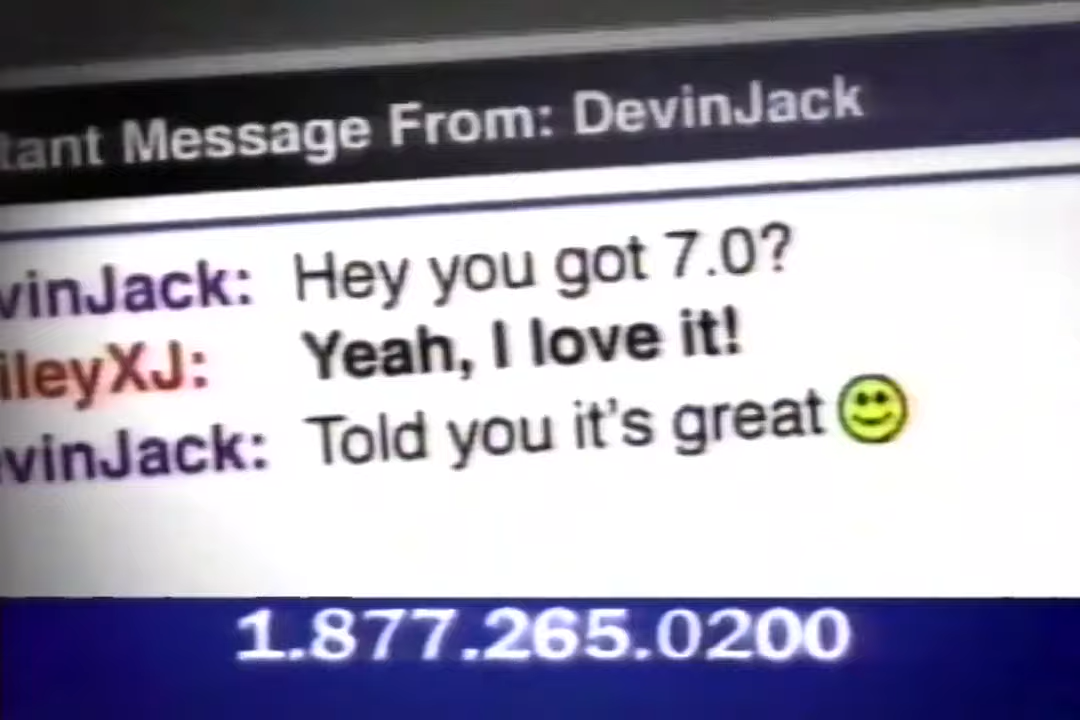 tant Message From: DevinJack
vinJack: Hey you got 7.0?
ileyXJ: Yeah, I love it!
vinJack: Told you it's great
1.877.265.0200